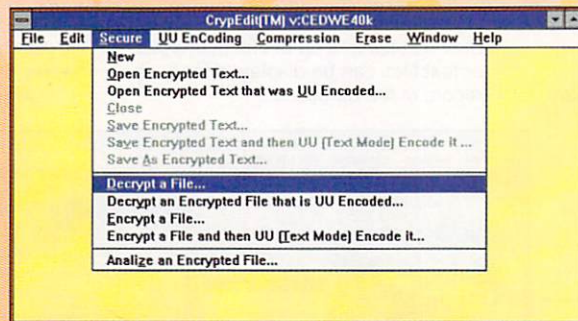 CrypEdit[TM] v:CEDWE40k
File Edit Secure UU EnCoding Compression Erase Window Help
New
Open Encrypted Text...
Open Encrypted Text that was UU Encoded...
Close
Save Encrypted Text...
Save Encrypted Text and then UU [Text Mode] Encode it ...
Save As Encrypted Text...
Decrypt a File...
Decrypt an Encrypted File that is UU Encoded...
Encrypt a File...
Encrypt a File and then UU [Text Mode] Encode it...
Analize an Encrypted File...